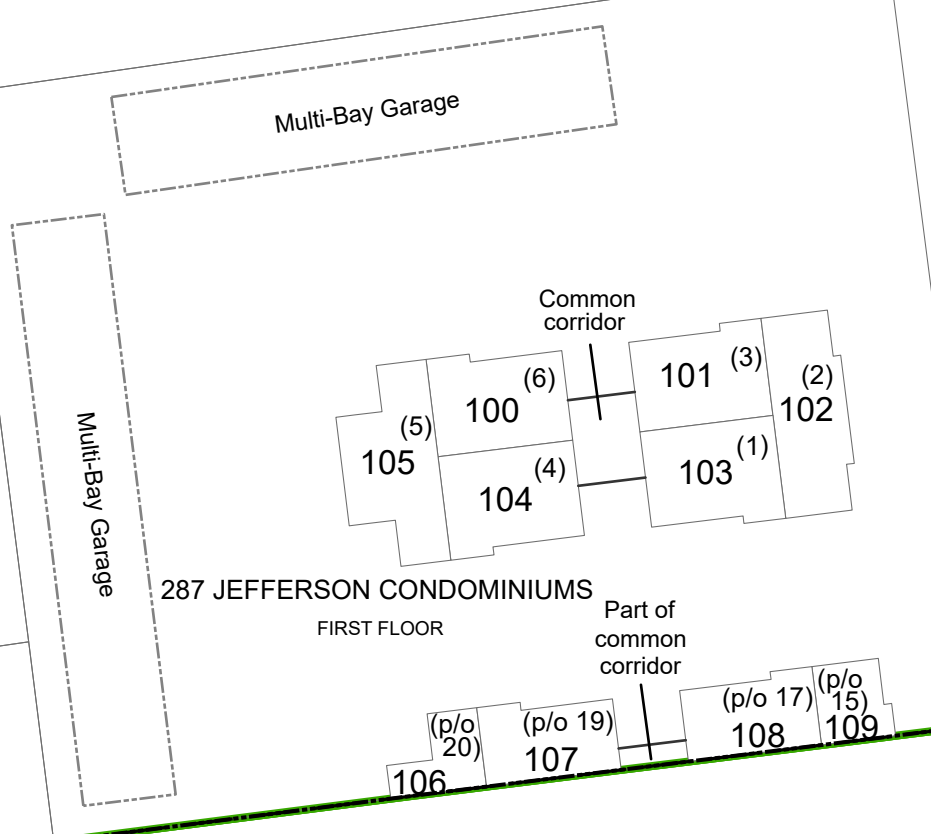 Multi-Bay Garage
Common
corridor
(3)
101
(2)
102
(6)
100
(5)
105
(1)
103
(4)
104
Multi-Bay Garage
287 JEFFERSON CONDOMINIUMS
FIRST FLOOR
Part of
common
corridor
(p/o
20)
106
(p/o 19)
107
(p/o 17)
108
(p/o
15)
109